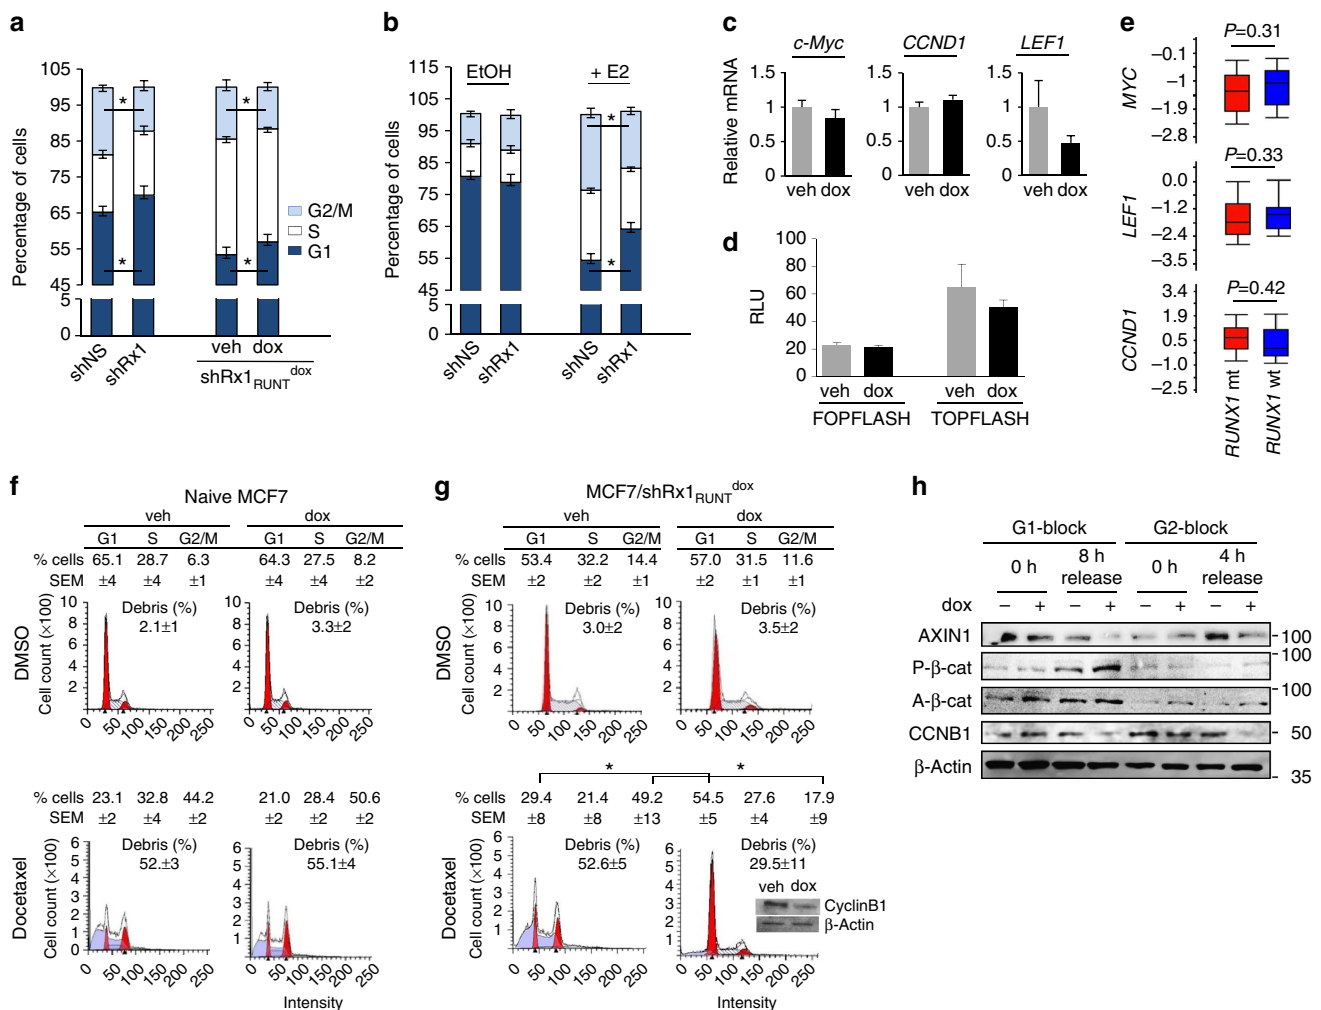 a
105
95
85
75
65
55
45
5
0
Percentage of cells
*
*
*
*
G2/M
S
G1
shNS
shRx1
veh dox
shRx1RUNT dox
b
115
105
95
85
75
65
55
45
5
0
Percentage of cells
EtOH
+ E2
*
*
shNS
shRx1
shNS
shRx1
c
c-Myc
CCND1
LEF1
Relative mRNA
1.5
1
0.5
0
1.5
1
0.5
0
1.5
1
0.5
0
veh dox
veh dox
veh dox
d
100
80
60
40
20
0
RLU
veh dox
veh dox
FOPFLASH
TOPFLASH
e
P=0.31
MYC
−0.1
−1
−1.9
−2.8
P=0.33
LEF1
0.0
−1.2
−2.4
−3.5
P=0.42
CCND1
3.4
1.9
0.5
−1.0
−2.5
RUNX1 mt
RUNX1 wt
f
Naive MCF7
veh dox
G1 S G2/M G1 S G2/M
% cells 65.1 28.7 6.3 64.3 27.5 8.2
SEM ±4 ±4 ±1 ±4 ±4 ±2
DMSO
Cell count (×100)
10
8
6
4
2
Debris (%)
2.1±1
0 50 100 150 200 250
10
8
6
4
2
Debris (%)
3.3±2
0 50 100 150 200 250
% cells 23.1 32.8 44.2 21.0 28.4 50.6
SEM ±2 ±4 ±2 ±2 ±2 ±2
Docetaxel
Cell count (×100)
6
5
4
3
2
1
Debris (%)
52.±3
0 50 100 150 200 250
6
5
4
3
2
1
Debris (%)
55.1±4
0 50 100 150 200 250
Intensity
g
MCF7/shRx1RUNT dox
veh dox
G1 S G2/M G1 S G2/M
% cells 53.4 32.2 14.4 57.0 31.5 11.6
SEM ±2 ±2 ±1 ±2 ±1 ±1
Cell count (×100)
10
8
6
4
2
Debris (%)
3.0±2
0 50 100 150 200 250
10
8
6
4
2
Debris (%)
3.5±2
0 50 100 150 200 250
* *
% cells 29.4 21.4 49.2 54.5 27.6 17.9
SEM ±8 ±8 ±13 ±5 ±4 ±9
Cell count (×100)
6
5
4
3
2
1
0
Debris (%)
52.6±5
0 50 100 150 200 250
6
5
4
3
2
1
0
Debris (%)
29.5±11
veh dox
CyclinB1
β-Actin
0 50 100 150 200 250
Intensity
h
G1-block G2-block
0 h 8 h release 0 h 4 h release
dox − + − + − + − +
AXIN1 100
P-β-cat 100
A-β-cat 100
CCNB1 50
β-Actin 35